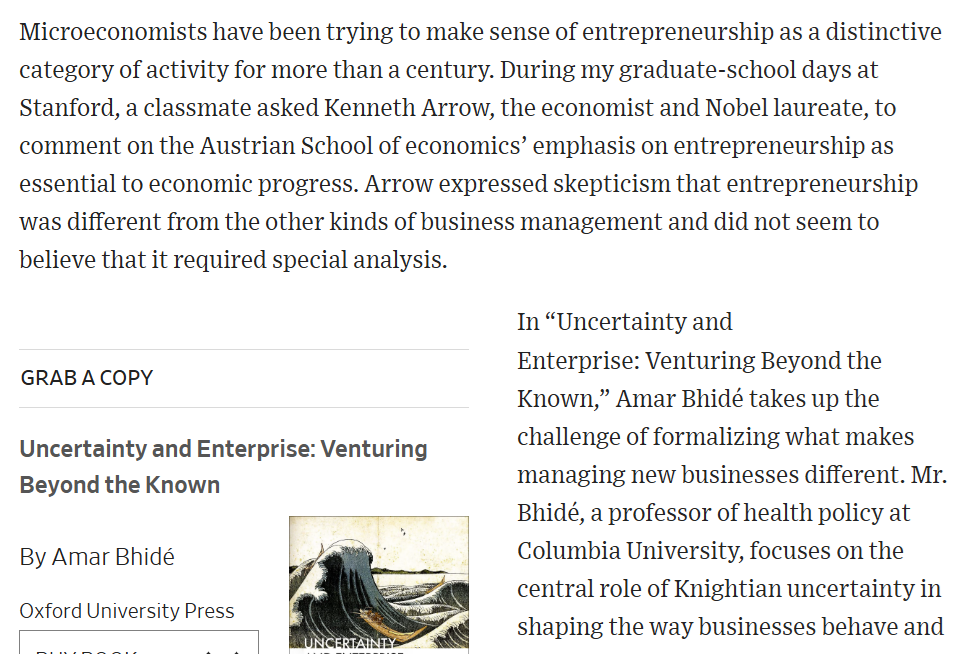 Microeconomists have been trying to make sense of entrepreneurship as a distinctive
category of activity for more than a century. During my graduate-school days at
Stanford, a classmate asked Kenneth Arrow, the economist and Nobel laureate, to
comment on the Austrian School of economics’ emphasis on entrepreneurship as
essential to economic progress. Arrow expressed skepticism that entrepreneurship
was different from the other kinds of business management and did not seem to
believe that it required special analysis.
GRAB A COPY
Uncertainty and Enterprise: Venturing
Beyond the Known
By Amar Bhidé
Oxford University Press
BUY BOOK
UNCERTAINTY
AND ENTERPRISE
In “Uncertainty and
Enterprise: Venturing Beyond the
Known,” Amar Bhidé takes up the
challenge of formalizing what makes
managing new businesses different. Mr.
Bhidé, a professor of health policy at
Columbia University, focuses on the
central role of Knightian uncertainty in
shaping the way businesses behave and